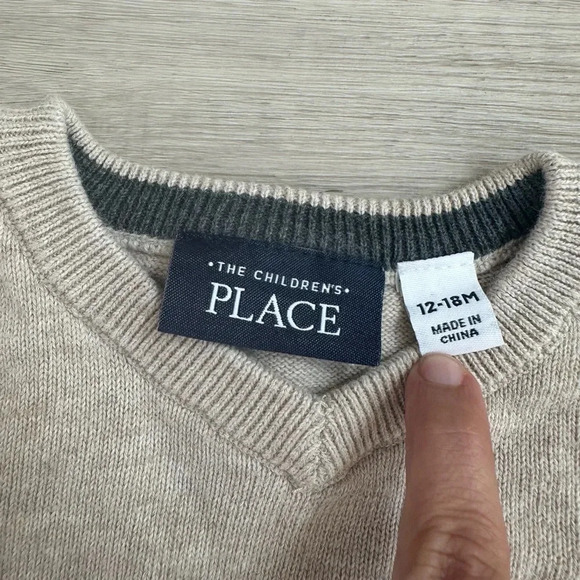 • THE CHILDREN'S •
PLACE
12-18M
MADE IN
CHINA